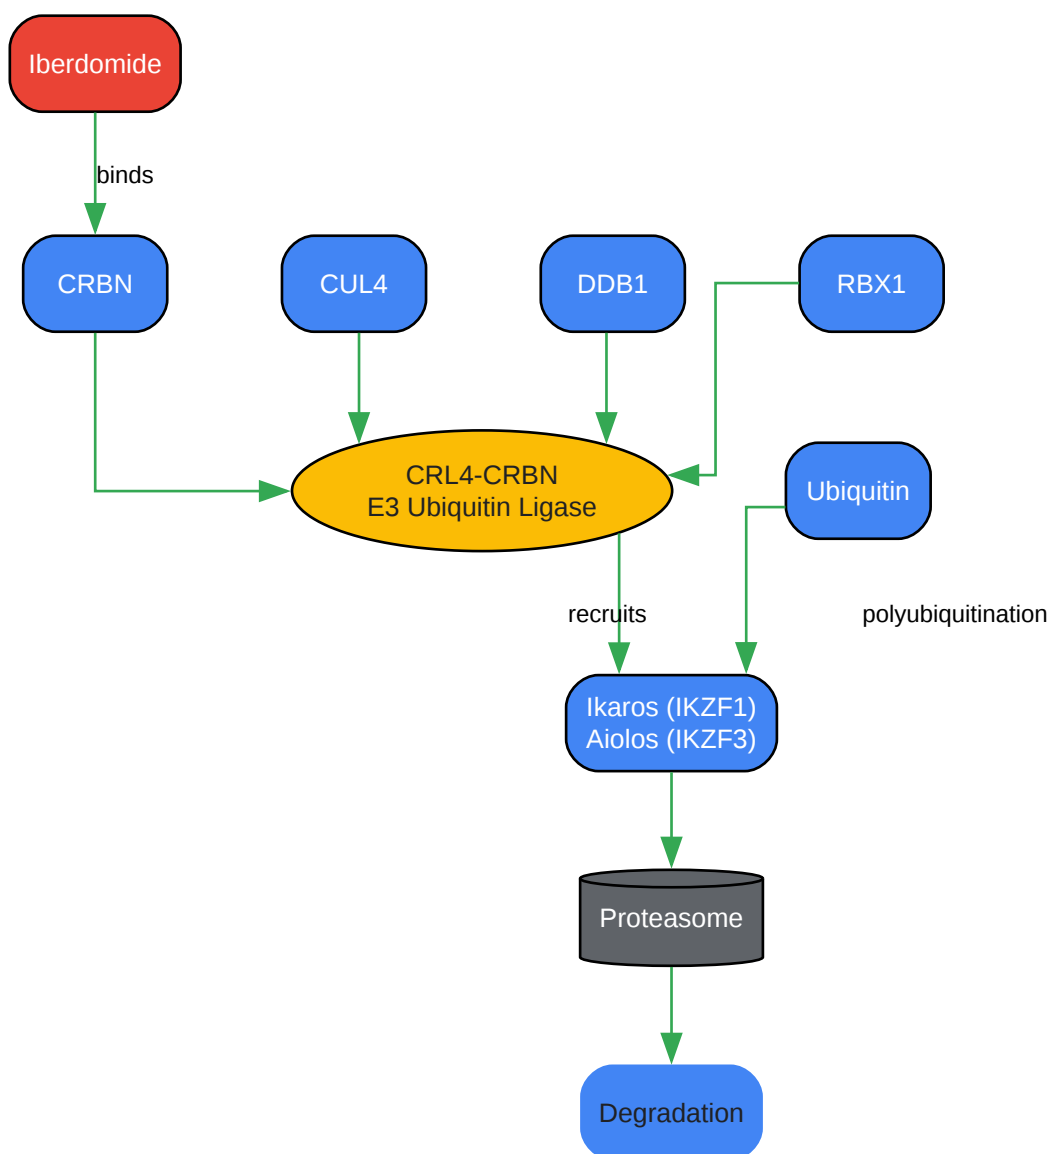 Iberdomide
binds
CRBN
CUL4
DDB1
RBX1
CRL4-CRBN
E3 Ubiquitin Ligase
Ubiquitin
recruits
polyubiquitination
Ikaros (IKZF1)
Aiolos (IKZF3)
Proteasome
Degradation